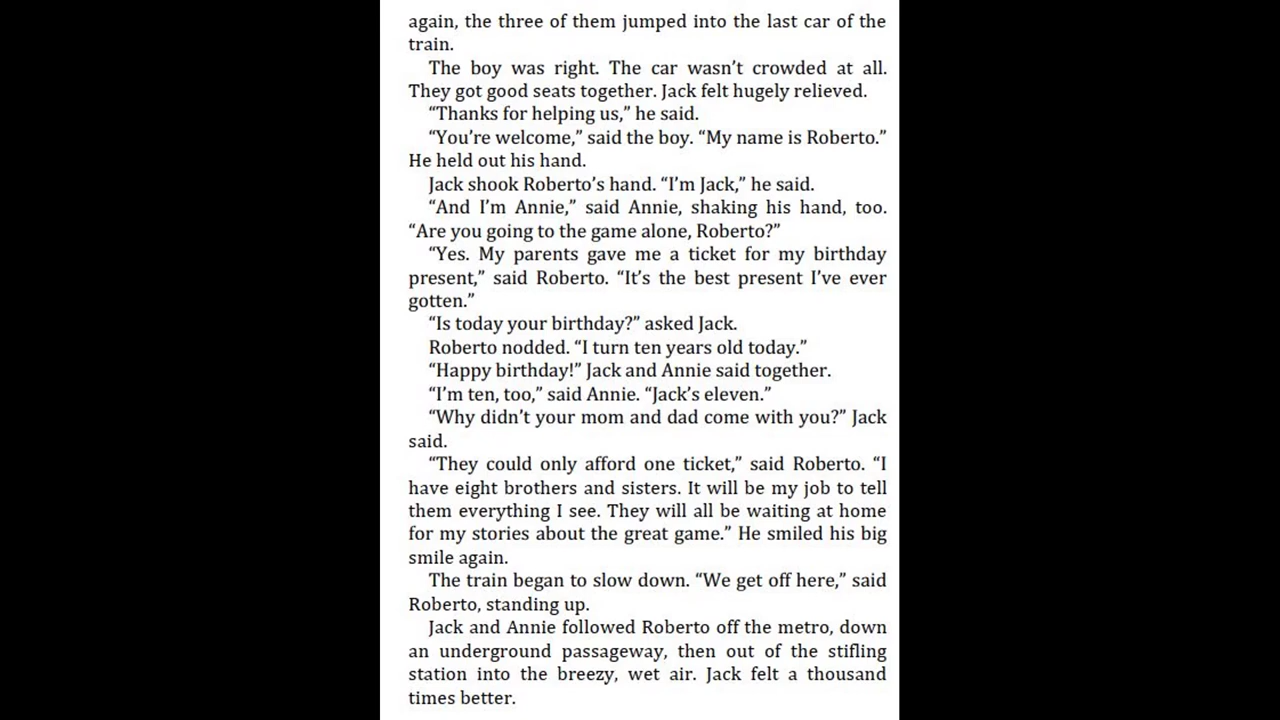 again, the three of them jumped into the last car of the
train.
The boy was right. The car wasn’t crowded at all.
They got good seats together. Jack felt hugely relieved.
“Thanks for helping us,” he said.
“You’re welcome,” said the boy. “My name is Roberto.”
He held out his hand.
Jack shook Roberto’s hand. “I’m Jack,” he said.
“And I’m Annie,” said Annie, shaking his hand, too.
“Are you going to the game alone, Roberto?”
“Yes. My parents gave me a ticket for my birthday
present,” said Roberto. “It’s the best present I’ve ever
gotten.”
“Is today your birthday?” asked Jack.
Roberto nodded. “I turn ten years old today.”
“Happy birthday!” Jack and Annie said together.
“I’m ten, too,” said Annie. “Jack’s eleven.”
“Why didn’t your mom and dad come with you?” Jack
said.
“They could only afford one ticket,” said Roberto. “I
have eight brothers and sisters. It will be my job to tell
them everything I see. They will all be waiting at home
for my stories about the great game.” He smiled his big
smile again.
The train began to slow down. “We get off here,” said
Roberto, standing up.
Jack and Annie followed Roberto off the metro, down
an underground passageway, then out of the stifling
station into the breezy, wet air. Jack felt a thousand
times better.